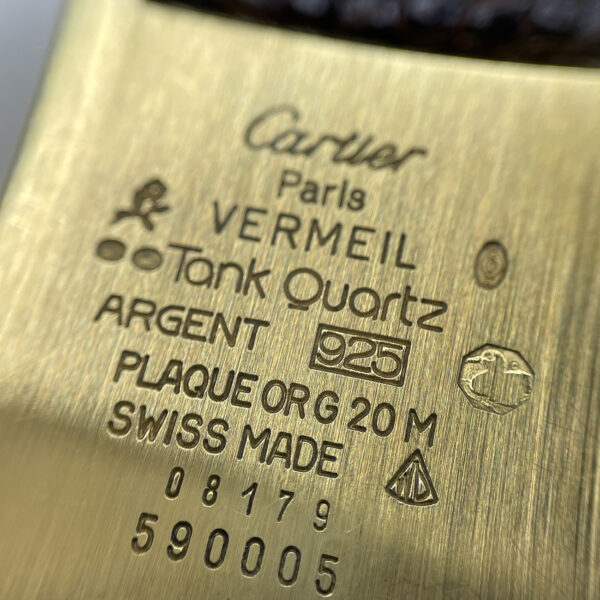 Cartier
Paris
VERMEIL
Tank Quartz
ARGENT 925
PLAQUE OR G 20 M
SWISS MADE
08179
590005